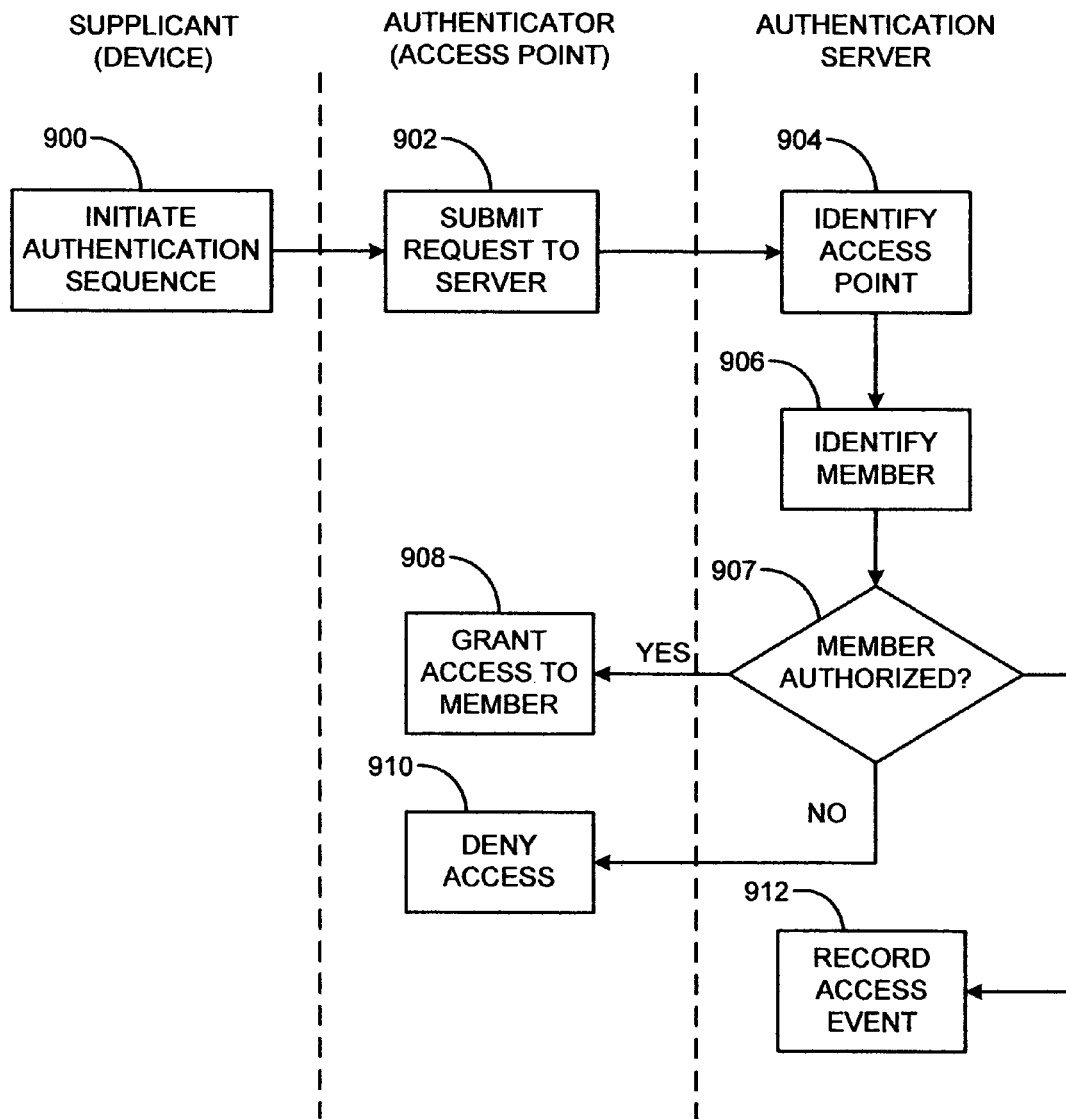 SUPPLICANT
(DEVICE)
AUTHENTICATOR
(ACCESS POINT)
AUTHENTICATION
SERVER
900
INITIATE
AUTHENTICATION
SEQUENCE
902
SUBMIT
REQUEST TO
SERVER
904
IDENTIFY
ACCESS
POINT
906
IDENTIFY
MEMBER
907
MEMBER
AUTHORIZED?
YES
908
GRANT
ACCESS TO
MEMBER
NO
910
DENY
ACCESS
912
RECORD
ACCESS
EVENT